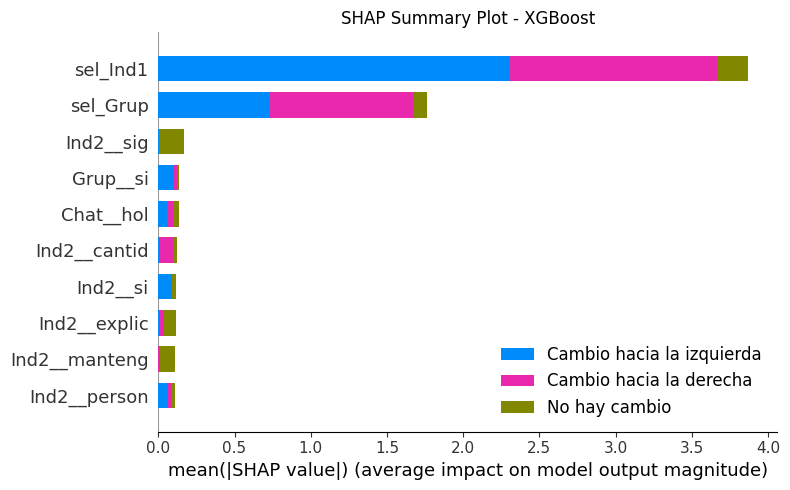 SHAP Summary Plot - XGBoost
sel_Ind1
sel_Grup
Ind2__sig
Grup__si
Chat__hol
Ind2__cantid
Ind2__si
Ind2__explic
Ind2__manteng
Ind2__person
Cambio hacia la izquierda
Cambio hacia la derecha
No hay cambio
0.0 0.5 1.0 1.5 2.0 2.5 3.0 3.5 4.0
mean(|SHAP value|) (average impact on model output magnitude)